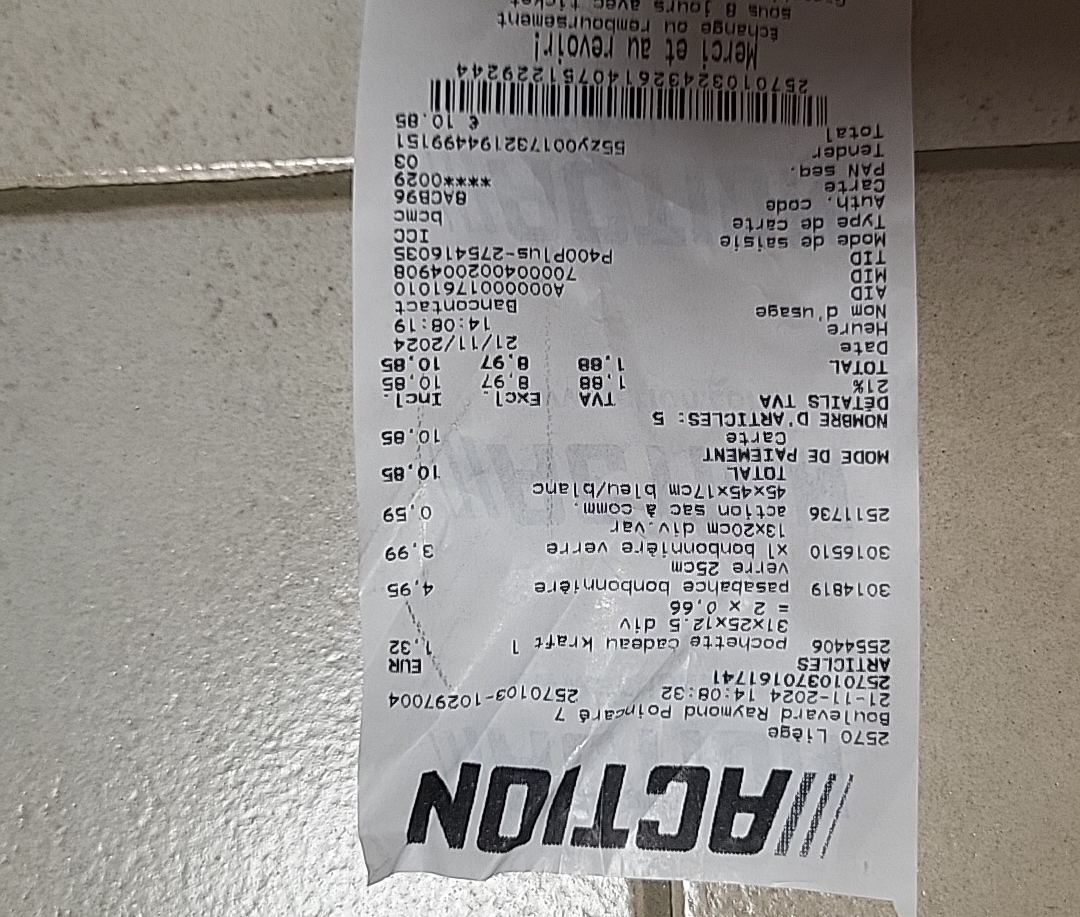 ACTION
2570 Liège
Boulevard Raymond Poincaré 7
21-11-2024 14:08:32 2570103-10297004
2570103701617​41
ARTICLES EUR
2554406 pochette cadeau kraft 1 1,32
31x25x12.5 div
= 2 x 0,66
3014819 pasabahce bonbonnière 4,95
verre 25cm
3016510 xl bonbonnière verre 3,99
13x20cm div.var
2511736 action sac à comm. 0,59
45x45x17cm bleu/blanc
TOTAL 10,85
MODE DE PAIEMENT
Carte 10,85
NOMBRE D'ARTICLES: 5
DÉTAILS TVA TVA Excl. Incl.
21% 1,88 8,97 10,85
TOTAL 1,88 8,97 10,85
Date 21/11/2024
Heure 14:08:19
Nom d'usage Bancontact
AID A0000001761010
MID 700004002004908
TID P400Plus-275416035
Mode de saisie ICC
Type de carte bcmc
Auth. code 8ACB96
Carte ****0029
PAN seq. 03
Tender 55zy001732194499151
Total € 10.85
2570103243261407512229244
Merci et au revoir!
Échange ou remboursement
sous 8 jours avec ticket